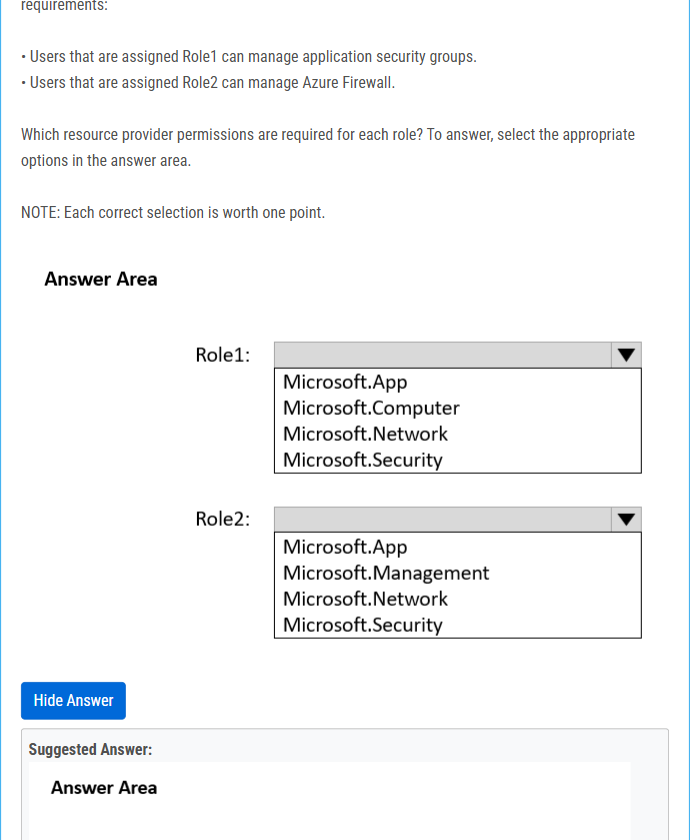 requirements:
• Users that are assigned Role1 can manage application security groups.
• Users that are assigned Role2 can manage Azure Firewall.
Which resource provider permissions are required for each role? To answer, select the appropriate
options in the answer area.
NOTE: Each correct selection is worth one point.
Answer Area
Role1:
Microsoft.App
Microsoft.Computer
Microsoft.Network
Microsoft.Security
Role2:
Microsoft.App
Microsoft.Management
Microsoft.Network
Microsoft.Security
Hide Answer
Suggested Answer:
Answer Area